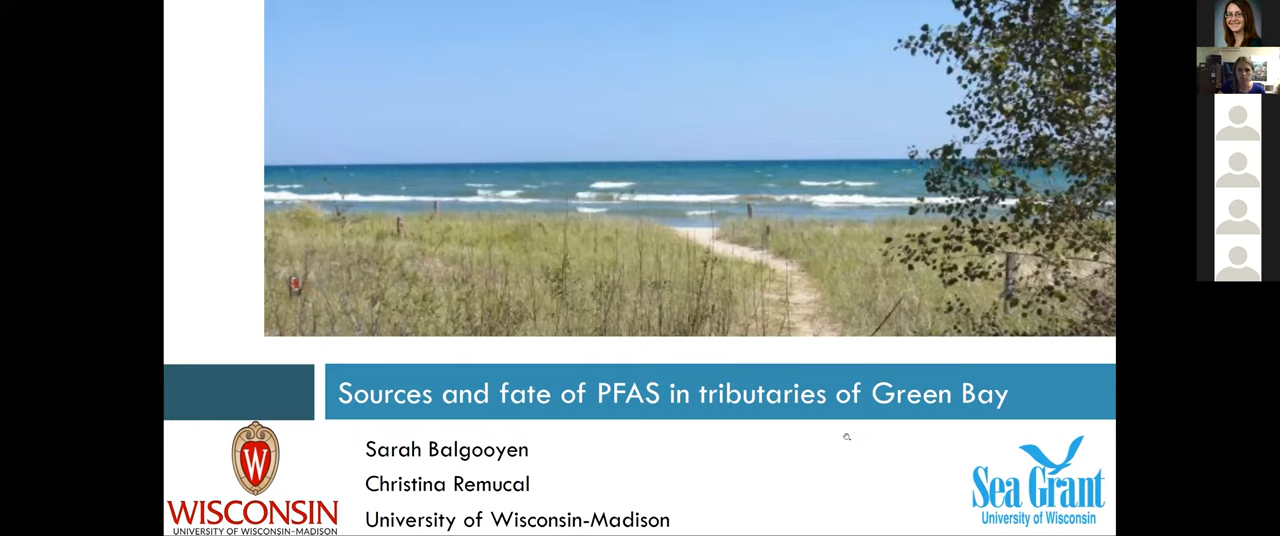 Sources and fate of PFAS in tributaries of Green Bay
Sarah Balgooyen
Christina Remucal
University of Wisconsin-Madison
W
WISCONSIN
UNIVERSITY OF WISCONSIN–MADISON
Sea Grant
University of Wisconsin